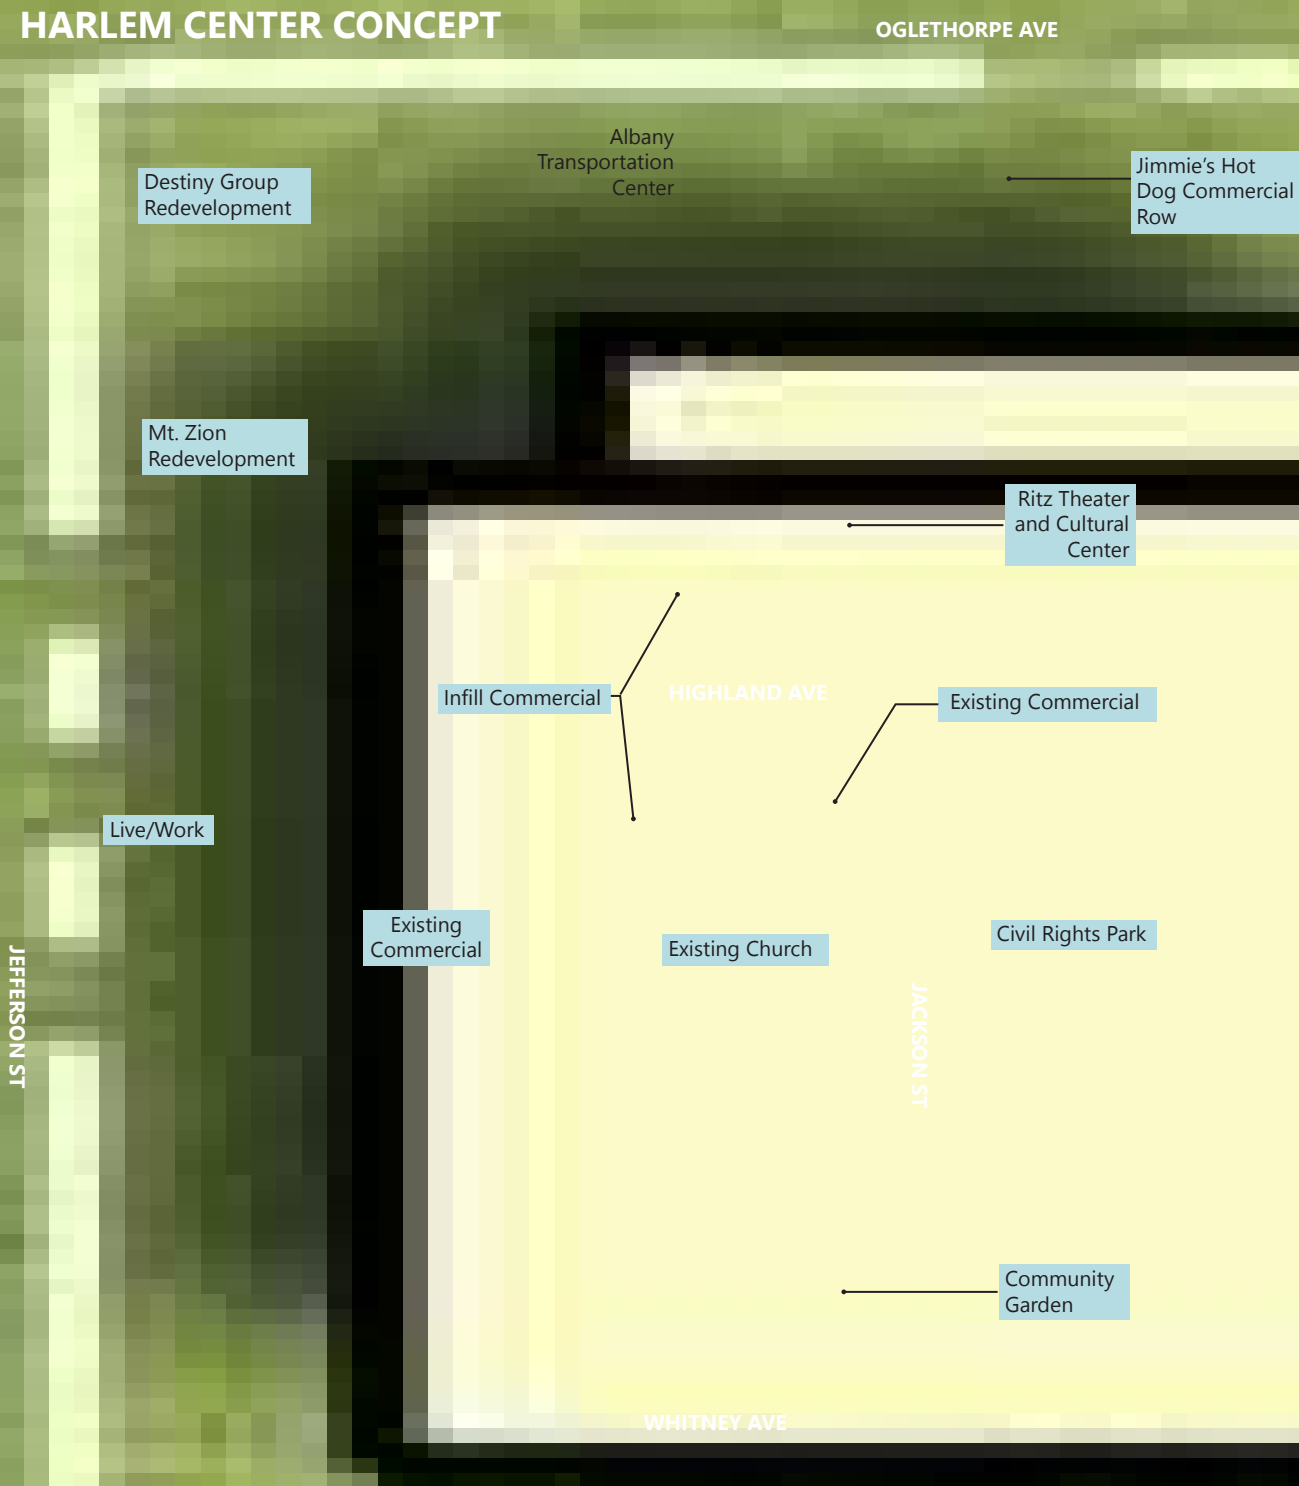 HARLEM CENTER CONCEPT
OGLETHORPE AVE
Albany
Transportation
Center
Jimmie’s Hot
Dog Commercial
Row
Destiny Group
Redevelopment
Mt. Zion
Redevelopment
Ritz Theater
and Cultural
Center
Infill Commercial
HIGHLAND AVE
Existing Commercial
Live/Work
Existing
Commercial
Existing Church
Civil Rights Park
JEFFERSON ST
JACKSON ST
Community
Garden
WHITNEY AVE